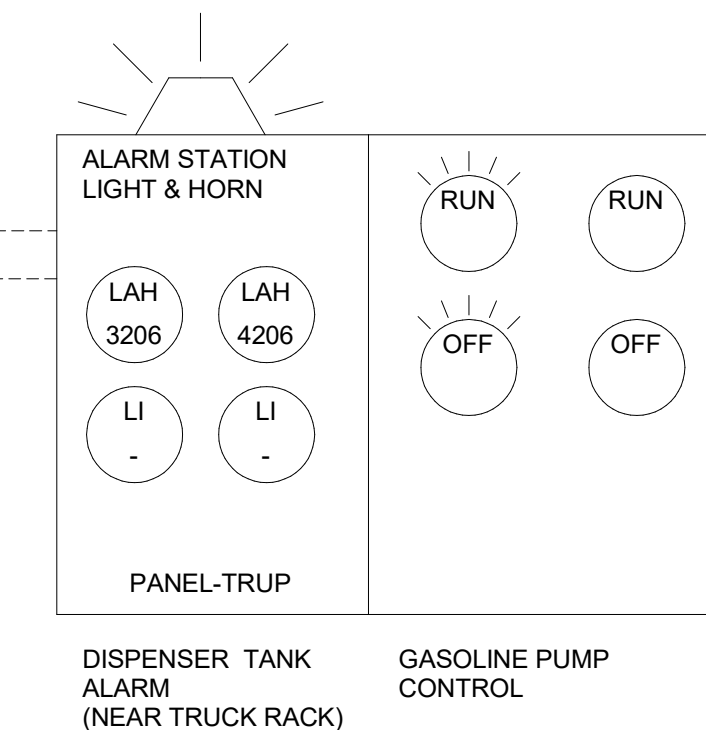 ALARM STATION
LIGHT & HORN
LAH
3206
LAH
4206
LI
-
LI
-
PANEL-TRUP
RUN
RUN
OFF
OFF
DISPENSER TANK
ALARM
(NEAR TRUCK RACK)
GASOLINE PUMP
CONTROL